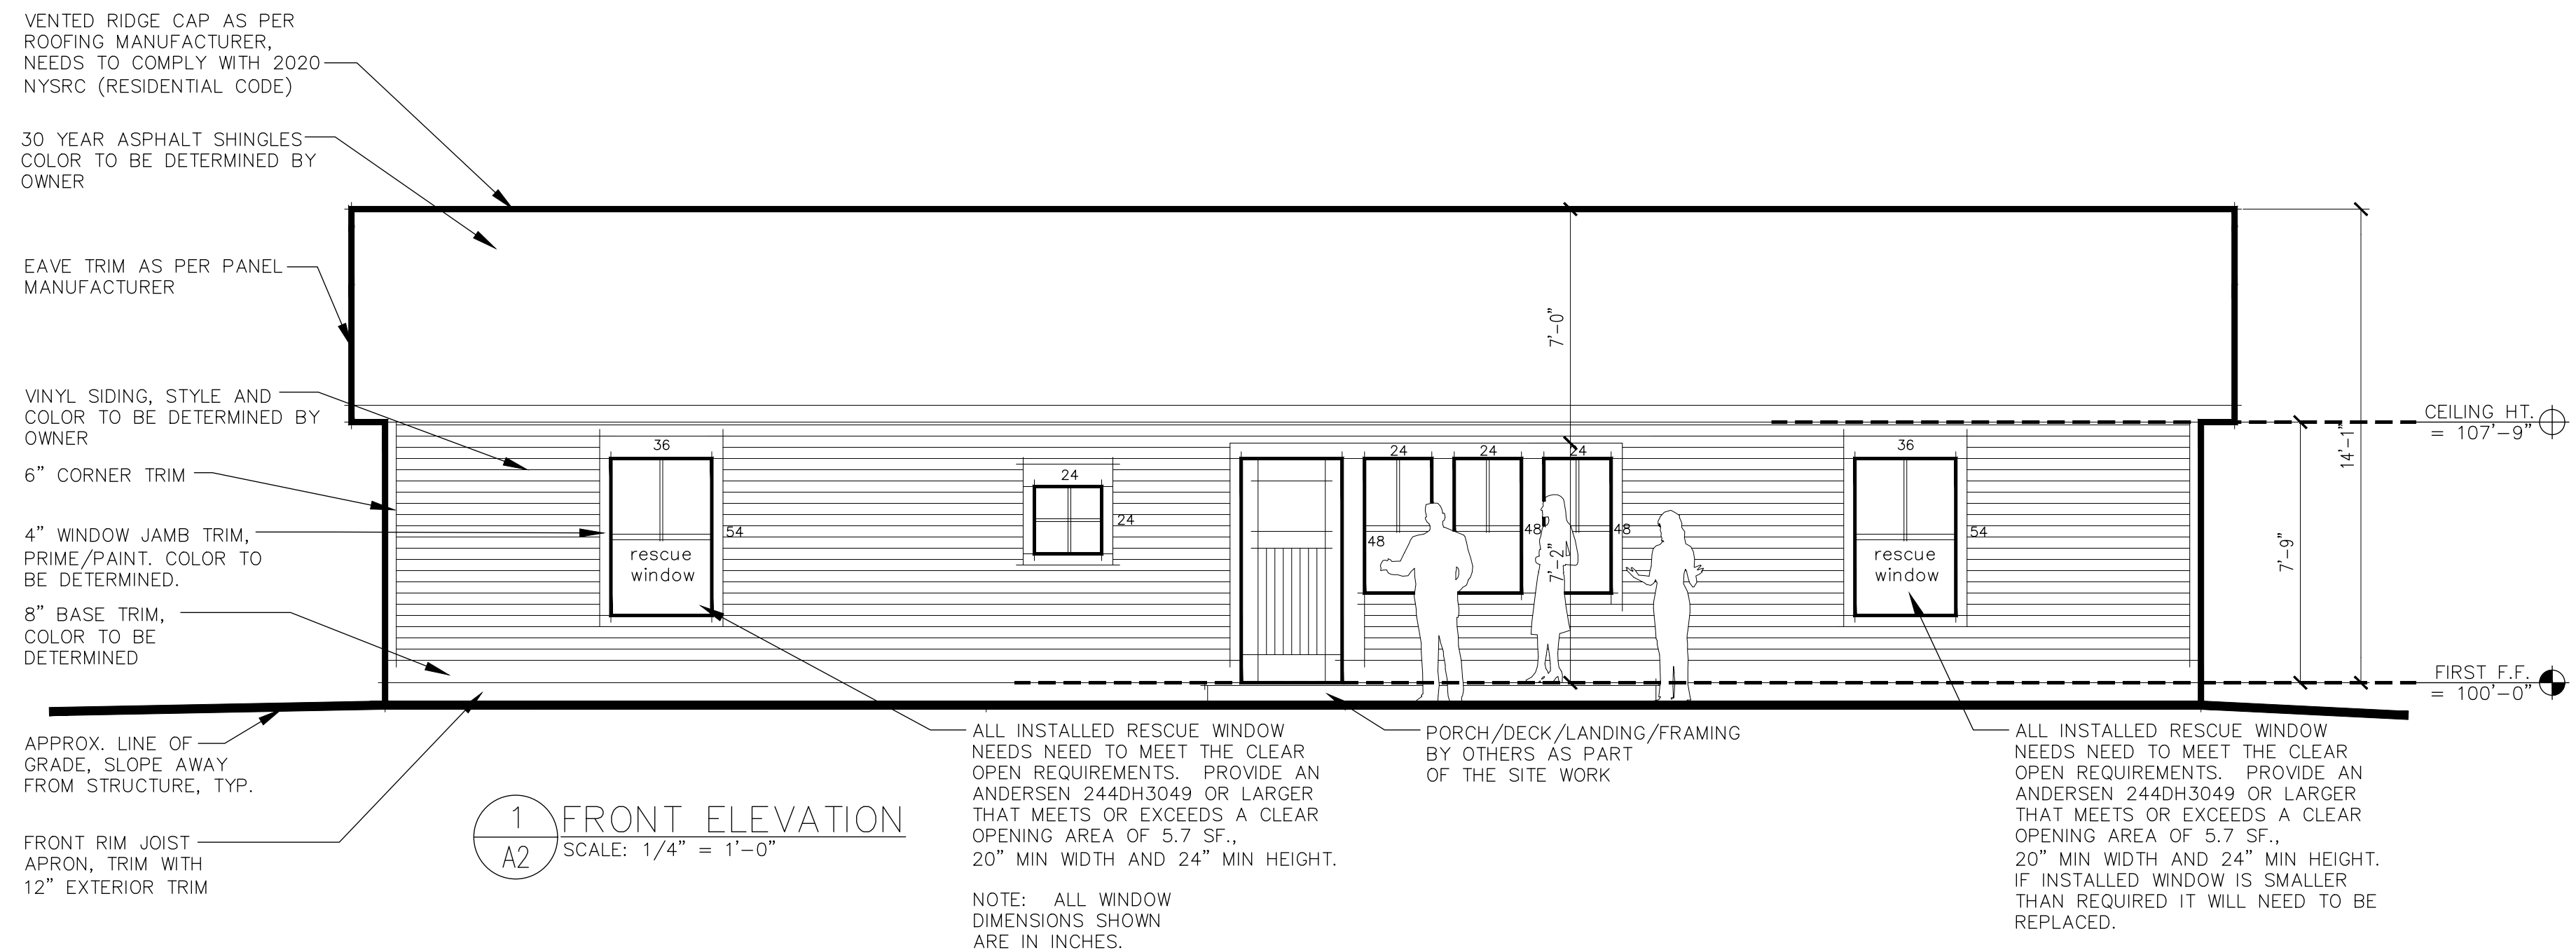 VENTED RIDGE CAP AS PER
ROOFING MANUFACTURER,
NEEDS TO COMPLY WITH 2020
NYSRC (RESIDENTIAL CODE)
30 YEAR ASPHALT SHINGLES
COLOR TO BE DETERMINED BY
OWNER
EAVE TRIM AS PER PANEL
MANUFACTURER
VINYL SIDING, STYLE AND
COLOR TO BE DETERMINED BY
OWNER
6" CORNER TRIM
4" WINDOW JAMB TRIM,
PRIME/PAINT. COLOR TO
BE DETERMINED.
8" BASE TRIM,
COLOR TO BE
DETERMINED
APPROX. LINE OF
GRADE, SLOPE AWAY
FROM STRUCTURE, TYP.
FRONT RIM JOIST
APRON, TRIM WITH
12" EXTERIOR TRIM
36
54
rescue
window
24
24
24
24
24
48
48
48
7'-0"
7'-2"
36
54
rescue
window
7'-9"
14'-1"
CEILING HT.
= 107'-9"
FIRST F.F.
= 100'-0"
1
A2
FRONT ELEVATION
SCALE: 1/4" = 1'-0"
ALL INSTALLED RESCUE WINDOW
NEEDS NEED TO MEET THE CLEAR
OPEN REQUIREMENTS. PROVIDE AN
ANDERSEN 244DH3049 OR LARGER
THAT MEETS OR EXCEEDS A CLEAR
OPENING AREA OF 5.7 SF.,
20" MIN WIDTH AND 24" MIN HEIGHT.
NOTE: ALL WINDOW
DIMENSIONS SHOWN
ARE IN INCHES.
PORCH/DECK/LANDING/FRAMING
BY OTHERS AS PART
OF THE SITE WORK
ALL INSTALLED RESCUE WINDOW
NEEDS NEED TO MEET THE CLEAR
OPEN REQUIREMENTS. PROVIDE AN
ANDERSEN 244DH3049 OR LARGER
THAT MEETS OR EXCEEDS A CLEAR
OPENING AREA OF 5.7 SF.,
20" MIN WIDTH AND 24" MIN HEIGHT.
IF INSTALLED WINDOW IS SMALLER
THAN REQUIRED IT WILL NEED TO BE
REPLACED.